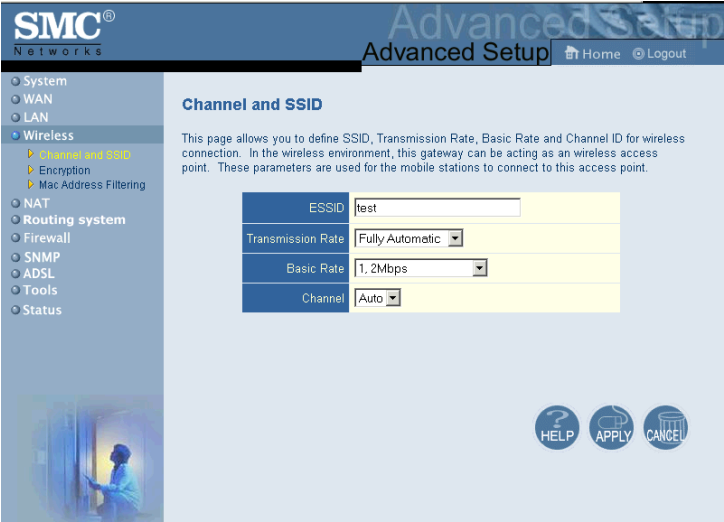 SMC®
Networks
Advanced Setup
Advanced Setup
Home
Logout
System
WAN
LAN
Wireless
Channel and SSID
Encryption
Mac Address Filtering
NAT
Routing system
Firewall
SNMP
ADSL
Tools
Status
Channel and SSID
This page allows you to define SSID, Transmission Rate, Basic Rate and Channel ID for wireless
connection. In the wireless environment, this gateway can be acting as an wireless access
point. These parameters are used for the mobile stations to connect to this access point.
ESSID test
Transmission Rate Fully Automatic
Basic Rate 1, 2Mbps
Channel Auto
HELP APPLY CANCEL